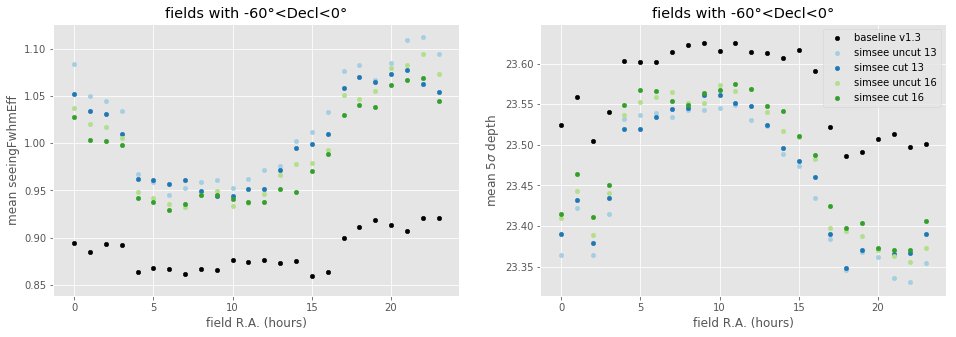 fields with -60°<Decl<0°
mean seeingFwhmEff
1.10
1.05
1.00
0.95
0.90
0.85
0
5
10
15
20
field R.A. (hours)
fields with -60°<Decl<0°
mean 5σ depth
23.60
23.55
23.50
23.45
23.40
23.35
0
5
10
15
20
field R.A. (hours)
baseline v1.3
simsee uncut 13
simsee cut 13
simsee uncut 16
simsee cut 16